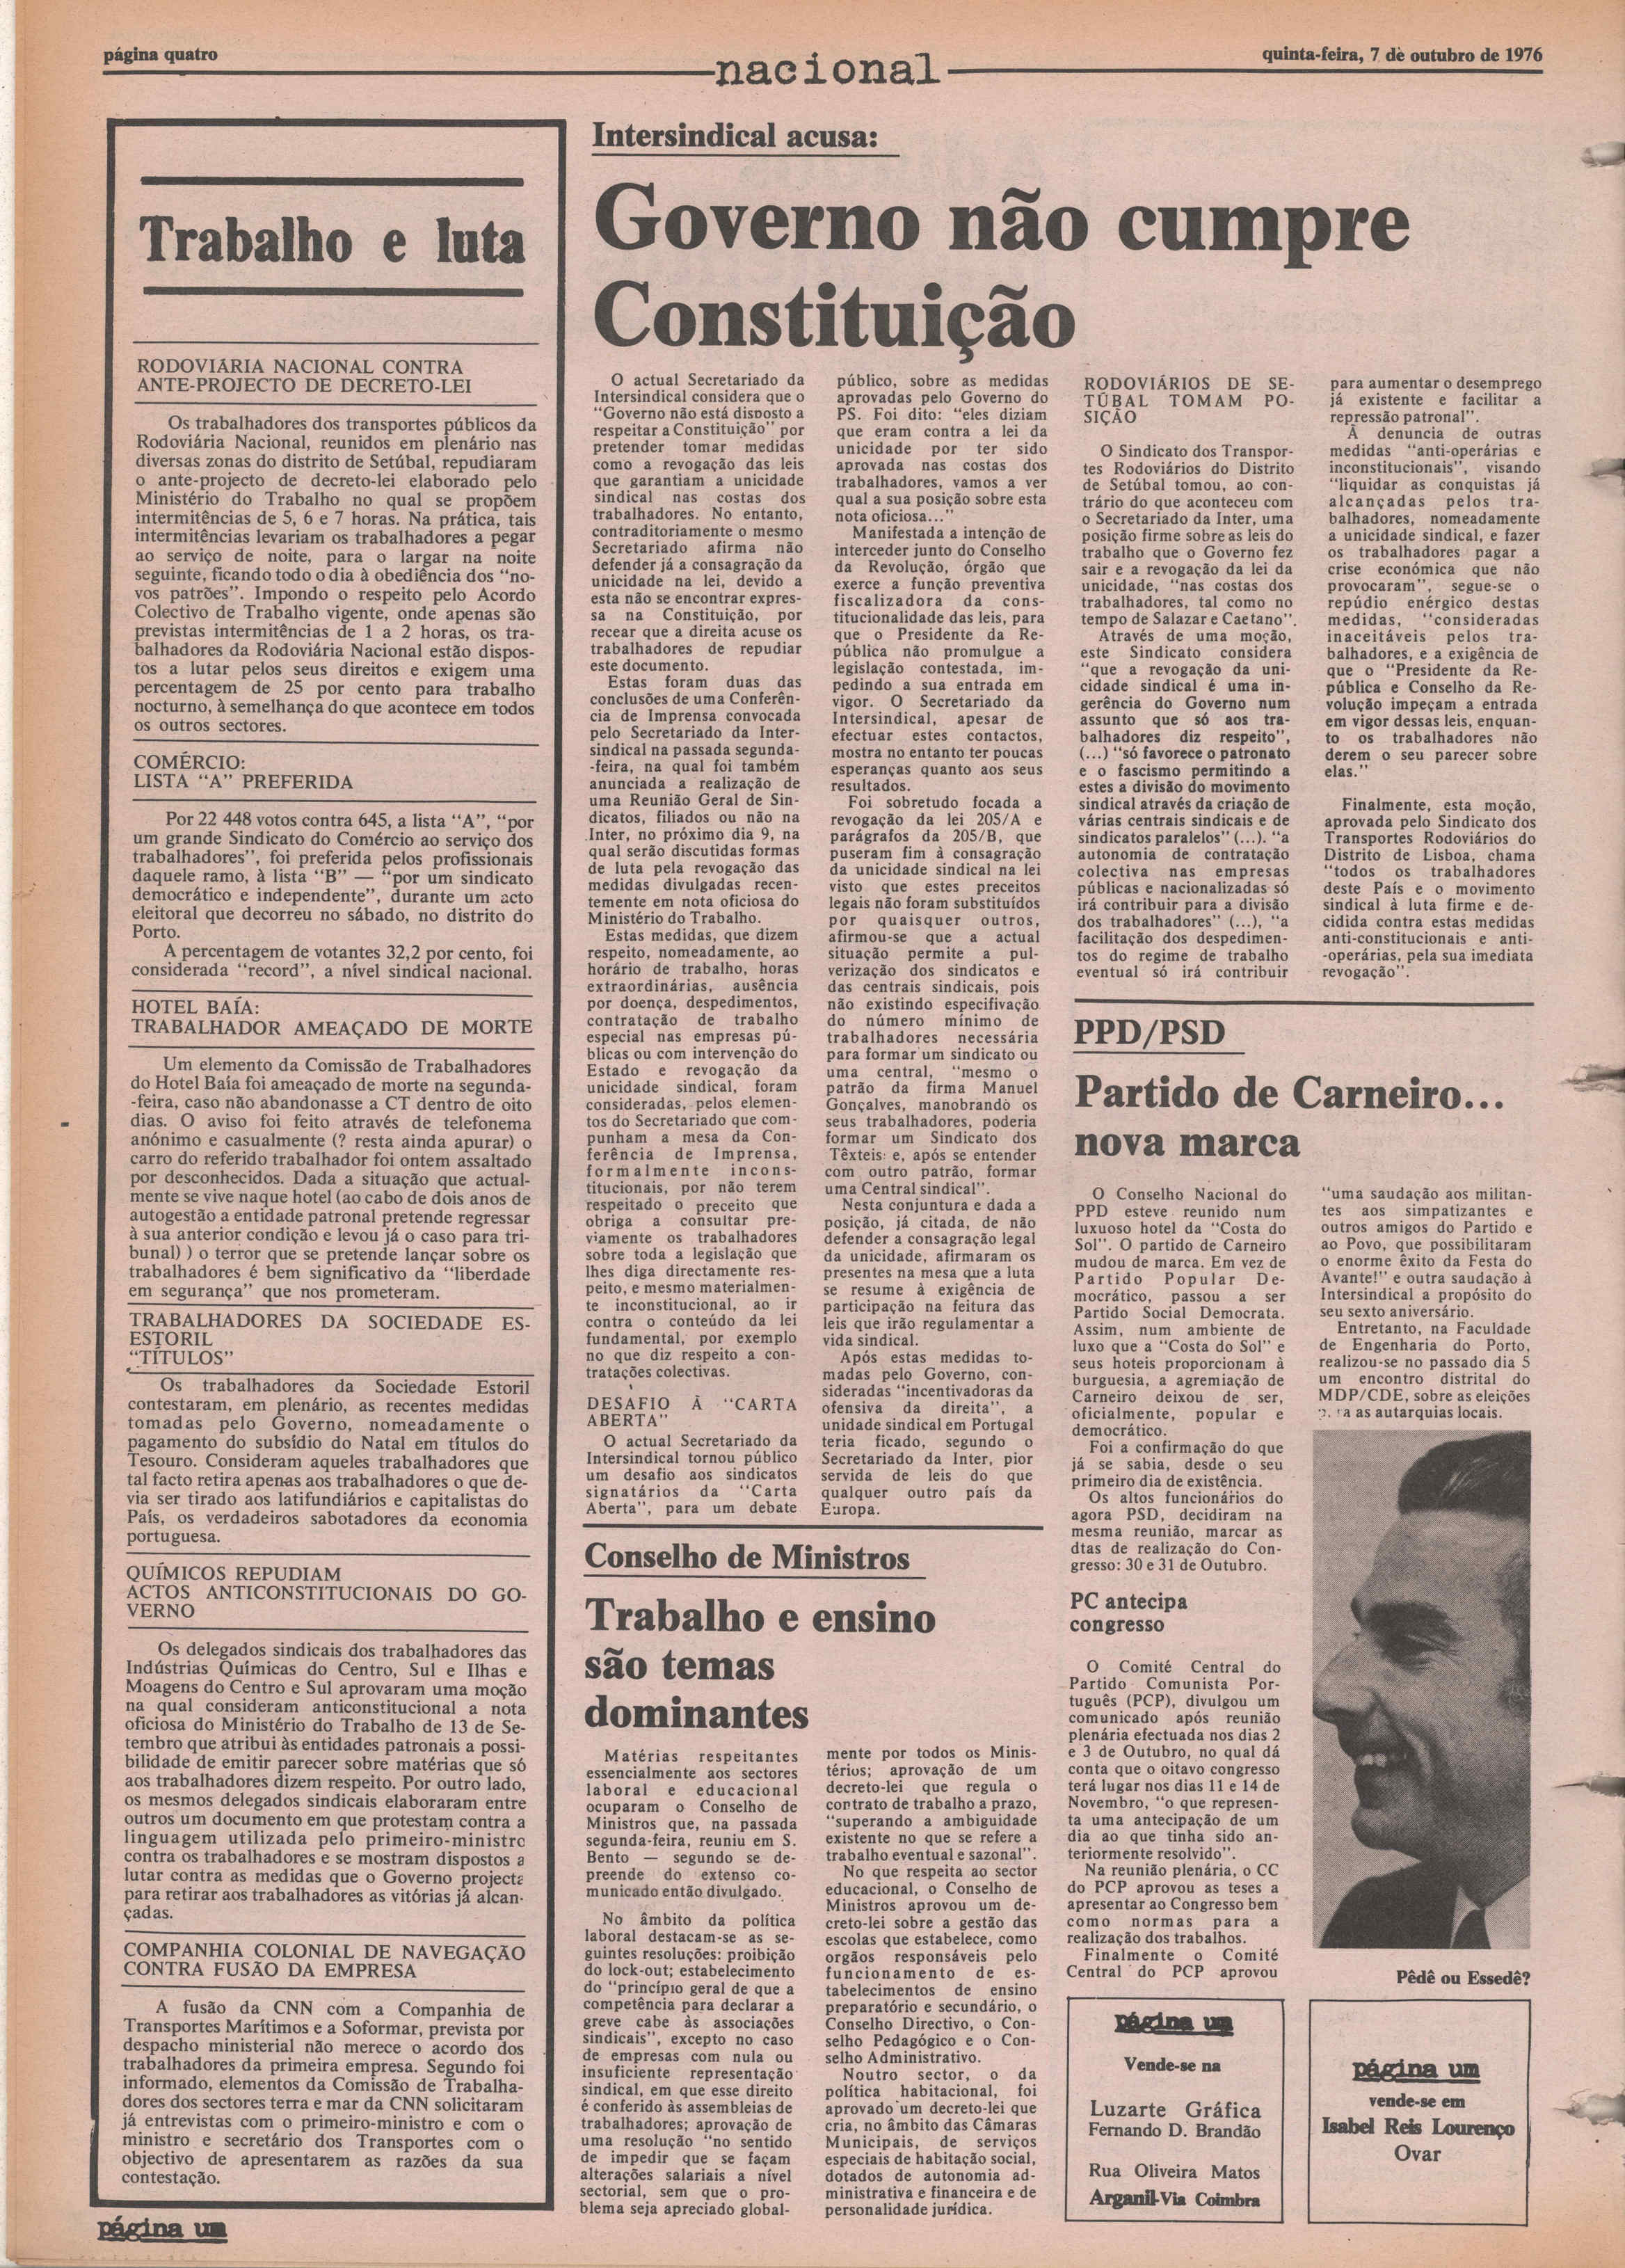 página quatro
nacional
quinta-feira, 7 de outubro de 1976
Trabalho e luta
RODOVIÁRIA NACIONAL CONTRA
ANTE-PROJECTO DE DECRETO-LEI
Os trabalhadores dos transportes públicos da
Rodoviária Nacional, reunidos em plenário nas
diversas zonas do distrito de Setúbal, repudiaram
o ante-projecto de decreto-lei elaborado pelo
Ministério do Trabalho no qual se propõem
intermitências de 5, 6 e 7 horas. Na prática, tais
intermitências levariam os trabalhadores a pegar
ao serviço de noite, para o largar na noite
seguinte, ficando todo o dia à obediência dos "no-
vos patrões". Impondo o respeito pelo Acordo
Colectivo de Trabalho vigente, onde apenas são
previstas intermitências de 1 a 2 horas, os tra-
balhadores da Rodoviária Nacional estão dispos-
tos a lutar pelos seus direitos e exigem uma
percentagem de 25 por cento para trabalho
nocturno, à semelhança do que acontece em todos
os outros sectores.
COMÉRCIO:
LISTA "A" PREFERIDA
Por 22 448 votos contra 645, a lista "A", "por
um grande Sindicato do Comércio ao serviço dos
trabalhadores", foi preferida pelos profissionais
daquele ramo, à lista "B" — "por um sindicato
democrático e independente", durante um acto
eleitoral que decorreu no sábado, no distrito do
Porto.
A percentagem de votantes 32,2 por cento, foi
considerada "record", a nível sindical nacional.
HOTEL BAÍA:
TRABALHADOR AMEAÇADO DE MORTE
Um elemento da Comissão de Trabalhadores
do Hotel Baía foi ameaçado de morte na segunda-
-feira, caso não abandonasse a CT dentro de oito
dias. O aviso foi feito através de telefonema
anónimo e casualmente (? resta ainda apurar) o
carro do referido trabalhador foi ontem assaltado
por desconhecidos. Dada a situação que actual-
mente se vive naque hotel (ao cabo de dois anos de
autogestão a entidade patronal pretende regressar
à sua anterior condição e levou já o caso para tri-
bunal) ) o terror que se pretende lançar sobre os
trabalhadores é bem significativo da "liberdade
em segurança" que nos prometeram.
TRABALHADORES DA SOCIEDADE ES-
ESTORIL
"TÍTULOS"
Os trabalhadores da Sociedade Estoril
contestaram, em plenário, as recentes medidas
tomadas pelo Governo, nomeadamente o
pagamento do subsídio do Natal em títulos do
Tesouro. Consideram aqueles trabalhadores que
tal facto retira apenas aos trabalhadores o que de-
via ser tirado aos latifundiários e capitalistas do
País, os verdadeiros sabotadores da economia
portuguesa.
QUÍMICOS REPUDIAM
ACTOS ANTICONSTITUCIONAIS DO GO-
VERNO
Os delegados sindicais dos trabalhadores das
Indústrias Químicas do Centro, Sul e Ilhas e
Moagens do Centro e Sul aprovaram uma moção
na qual consideram anticonstitucional a nota
oficiosa do Ministério do Trabalho de 13 de Se-
tembro que atribui às entidades patronais a possi-
bilidade de emitir parecer sobre matérias que só
aos trabalhadores dizem respeito. Por outro lado,
os mesmos delegados sindicais elaboraram entre
outros um documento em que protestam contra a
linguagem utilizada pelo primeiro-ministro
contra os trabalhadores e se mostram dispostos a
lutar contra as medidas que o Governo projecta
para retirar aos trabalhadores as vitórias já alcan-
çadas.
COMPANHIA COLONIAL DE NAVEGAÇÃO
CONTRA FUSÃO DA EMPRESA
A fusão da CNN com a Companhia de
Transportes Marítimos e a Soformar, prevista por
despacho ministerial não merece o acordo dos
trabalhadores da primeira empresa. Segundo foi
informado, elementos da Comissão de Trabalha-
dores dos sectores terra e mar da CNN solicitaram
já entrevistas com o primeiro-ministro e com o
ministro e secretário dos Transportes com o
objectivo de apresentarem as razões da sua
contestação.
página um
Intersindical acusa:
Governo não cumpre
Constituição
O actual Secretariado da
Intersindical considera que o
"Governo não está disposto a
respeitar a Constituição" por
pretender tomar medidas
como a revogação das leis
que garantiam a unicidade
sindical nas costas dos
trabalhadores. No entanto,
contraditoriamente o mesmo
Secretariado afirma não
defender já a consagração da
unicidade na lei, devido a
esta não se encontrar expres-
sa na Constituição, por
recear que a direita acuse os
trabalhadores de repudiar
este documento.
Estas foram duas das
conclusões de uma Conferên-
cia de Imprensa convocada
pelo Secretariado da Inter-
sindical na passada segunda-
-feira, na qual foi também
anunciada a realização de
uma Reunião Geral de Sin-
dicatos, filiados ou não na
Inter, no próximo dia 9, na
qual serão discutidas formas
de luta pela revogação das
medidas divulgadas recen-
temente em nota oficiosa do
Ministério do Trabalho.
Estas medidas, que dizem
respeito, nomeadamente, ao
horário de trabalho, horas
extraordinárias, ausência
por doença, despedimentos,
contratação de trabalho
especial nas empresas pú-
blicas ou com intervenção do
Estado e revogação da
unicidade sindical, foram
consideradas, pelos elemen-
tos do Secretariado que com-
punham a mesa da Con-
ferência de Imprensa,
formalmente incons-
titucionais, por não terem
respeitado o preceito que
obriga a consultar pre-
viamente os trabalhadores
sobre toda a legislação que
lhes diga directamente res-
peito, e mesmo materialmen-
te inconstitucional, ao ir
contra o conteúdo da lei
fundamental, por exemplo
no que diz respeito a con-
tratações colectivas.
DESAFIO À "CARTA
ABERTA"
O actual Secretariado da
Intersindical tornou público
um desafio aos sindicatos
signatários da "Carta
Aberta", para um debate
público, sobre as medidas
aprovadas pelo Governo do
PS. Foi dito: "eles diziam
que eram contra a lei da
unicidade por ter sido
aprovada nas costas dos
trabalhadores, vamos a ver
qual a sua posição sobre esta
nota oficiosa..."
Manifestada a intenção de
interceder junto do Conselho
da Revolução, órgão que
exerce a função preventiva
fiscalizadora da cons-
titucionalidade das leis, para
que o Presidente da Re-
pública não promulgue a
legislação contestada, im-
pedindo a sua entrada em
vigor. O Secretariado da
Intersindical, apesar de
efectuar estes contactos,
mostra no entanto ter poucas
esperanças quanto aos seus
resultados.
Foi sobretudo focada a
revogação da lei 205/A e
parágrafos da 205/B, que
puseram fim à consagração
da unicidade sindical na lei
visto que estes preceitos
legais não foram substituídos
por quaisquer outros,
afirmou-se que a actual
situação permite a pul-
verização dos sindicatos e
das centrais sindicais, pois
não existindo especifivação
do número mínimo de
trabalhadores necessária
para formar um sindicato ou
uma central, "mesmo o
patrão da firma Manuel
Gonçalves, manobrando os
seus trabalhadores, poderia
formar um Sindicato dos
Têxteis: e, após se entender
com outro patrão, formar
uma Central sindical".
Nesta conjuntura e dada a
posição, já citada, de não
defender a consagração legal
da unicidade, afirmaram os
presentes na mesa que a luta
se resume à exigência de
participação na feitura das
leis que irão regulamentar a
vida sindical.
Após estas medidas to-
madas pelo Governo, con-
sideradas "incentivadoras da
ofensiva da direita", a
unidade sindical em Portugal
teria ficado, segundo o
Secretariado da Inter, pior
servida de leis do que
qualquer outro país da
Europa.
RODOVIÁRIOS DE SE-
TÚBAL TOMAM PO-
SIÇÃO
O Sindicato dos Transpor-
tes Rodoviários do Distrito
de Setúbal tomou, ao con-
trário do que aconteceu com
o Secretariado da Inter, uma
posição firme sobre as leis do
trabalho que o Governo fez
sair e a revogação da lei da
unicidade, "nas costas dos
trabalhadores, tal como no
tempo de Salazar e Caetano".
Através de uma moção,
este Sindicato considera
"que a revogação da uni-
cidade sindical é uma in-
gerência do Governo num
assunto que só aos tra-
balhadores diz respeito",
(...) "só favorece o patronato
e o fascismo permitindo a
estes a divisão do movimento
sindical através da criação de
várias centrais sindicais e de
sindicatos paralelos" (...). "a
autonomia de contratação
colectiva nas empresas
públicas e nacionalizadas só
irá contribuir para a divisão
dos trabalhadores" (...), "a
facilitação dos despedimen-
tos do regime de trabalho
eventual só irá contribuir
para aumentar o desemprego
já existente e facilitar a
repressão patronal".
À denuncia de outras
medidas "anti-operárias e
inconstitucionais", visando
"liquidar as conquistas já
alcançadas pelos tra-
balhadores, nomeadamente
a unicidade sindical, e fazer
os trabalhadores pagar a
crise económica que não
provocaram", segue-se o
repúdio enérgico destas
medidas, "consideradas
inaceitáveis pelos tra-
balhadores, e a exigência de
que o "Presidente da Re-
pública e Conselho da Re-
volução impeçam a entrada
em vigor dessas leis, enquan-
to os trabalhadores não
derem o seu parecer sobre
elas."
Finalmente, esta moção,
aprovada pelo Sindicato dos
Transportes Rodoviários do
Distrito de Lisboa, chama
"todos os trabalhadores
deste País e o movimento
sindical à luta firme e de-
cidida contra estas medidas
anti-constitucionais e anti-
-operárias, pela sua imediata
revogação".
Conselho de Ministros
Trabalho e ensino
são temas
dominantes
Matérias respeitantes
essencialmente aos sectores
laboral e educacional
ocuparam o Conselho de
Ministros que, na passada
segunda-feira, reuniu em S.
Bento — segundo se de-
preende do extenso co-
municado então divulgado.
No âmbito da política
laboral destacam-se as se-
guintes resoluções: proibição
do lock-out; estabelecimento
do "princípio geral de que a
competência para declarar a
greve cabe às associações
sindicais", excepto no caso
de empresas com nula ou
insuficiente representação
sindical, em que esse direito
é conferido às assembleias de
trabalhadores; aprovação de
uma resolução "no sentido
de impedir que se façam
alterações salariais a nível
sectorial, sem que o pro-
blema seja apreciado global-
mente por todos os Minis-
térios; aprovação de um
decreto-lei que regula o
contrato de trabalho a prazo,
"superando a ambiguidade
existente no que se refere a
trabalho eventual e sazonal".
No que respeita ao sector
educacional, o Conselho de
Ministros aprovou um de-
creto-lei sobre a gestão das
escolas que estabelece, como
orgãos responsáveis pelo
funcionamento de es-
tabelecimentos de ensino
preparatório e secundário, o
Conselho Directivo, o Con-
selho Pedagógico e o Con-
selho Administrativo.
Noutro sector, o da
política habitacional, foi
aprovado um decreto-lei que
cria, no âmbito das Câmaras
Municipais, de serviços
especiais de habitação social,
dotados de autonomia ad-
ministrativa e financeira e de
personalidade jurídica.
PPD/PSD
Partido de Carneiro...
nova marca
O Conselho Nacional do
PPD esteve reunido num
luxuoso hotel da "Costa do
Sol". O partido de Carneiro
mudou de marca. Em vez de
Partido Popular De-
mocrático, passou a ser
Partido Social Democrata.
Assim, num ambiente de
luxo que a "Costa do Sol" e
seus hoteis proporcionam à
burguesia, a agremiação de
Carneiro deixou de ser,
oficialmente, popular e
democrático.
Foi a confirmação do que
já se sabia, desde o seu
primeiro dia de existência.
Os altos funcionários do
agora PSD, decidiram na
mesma reunião, marcar as
dtas de realização do Con-
gresso: 30 e 31 de Outubro.
PC antecipa
congresso
O Comité Central do
Partido Comunista Por-
tuguês (PCP), divulgou um
comunicado após reunião
plenária efectuada nos dias 2
e 3 de Outubro, no qual dá
conta que o oitavo congresso
terá lugar nos dias 11 e 14 de
Novembro, "o que represen-
ta uma antecipação de um
dia ao que tinha sido an-
teriormente resolvido".
Na reunião plenária, o CC
do PCP aprovou as teses a
apresentar ao Congresso bem
como normas para a
realização dos trabalhos.
Finalmente o Comité
Central do PCP aprovou
"uma saudação aos militan-
tes aos simpatizantes e
outros amigos do Partido e
ao Povo, que possibilitaram
o enorme êxito da Festa do
Avante!" e outra saudação à
Intersindical a propósito do
seu sexto aniversário.
Entretanto, na Faculdade
de Engenharia do Porto,
realizou-se no passado dia 5
um encontro distrital do
MDP/CDE, sobre as eleições
as autarquias locais.
Pêdê ou Essedê?
página um
Vende-se na
Luzarte Gráfica
Fernando D. Brandão
Rua Oliveira Matos
Arganil-Via Coimbra
página um
vende-se em
Isabel Reis Lourenço
Ovar